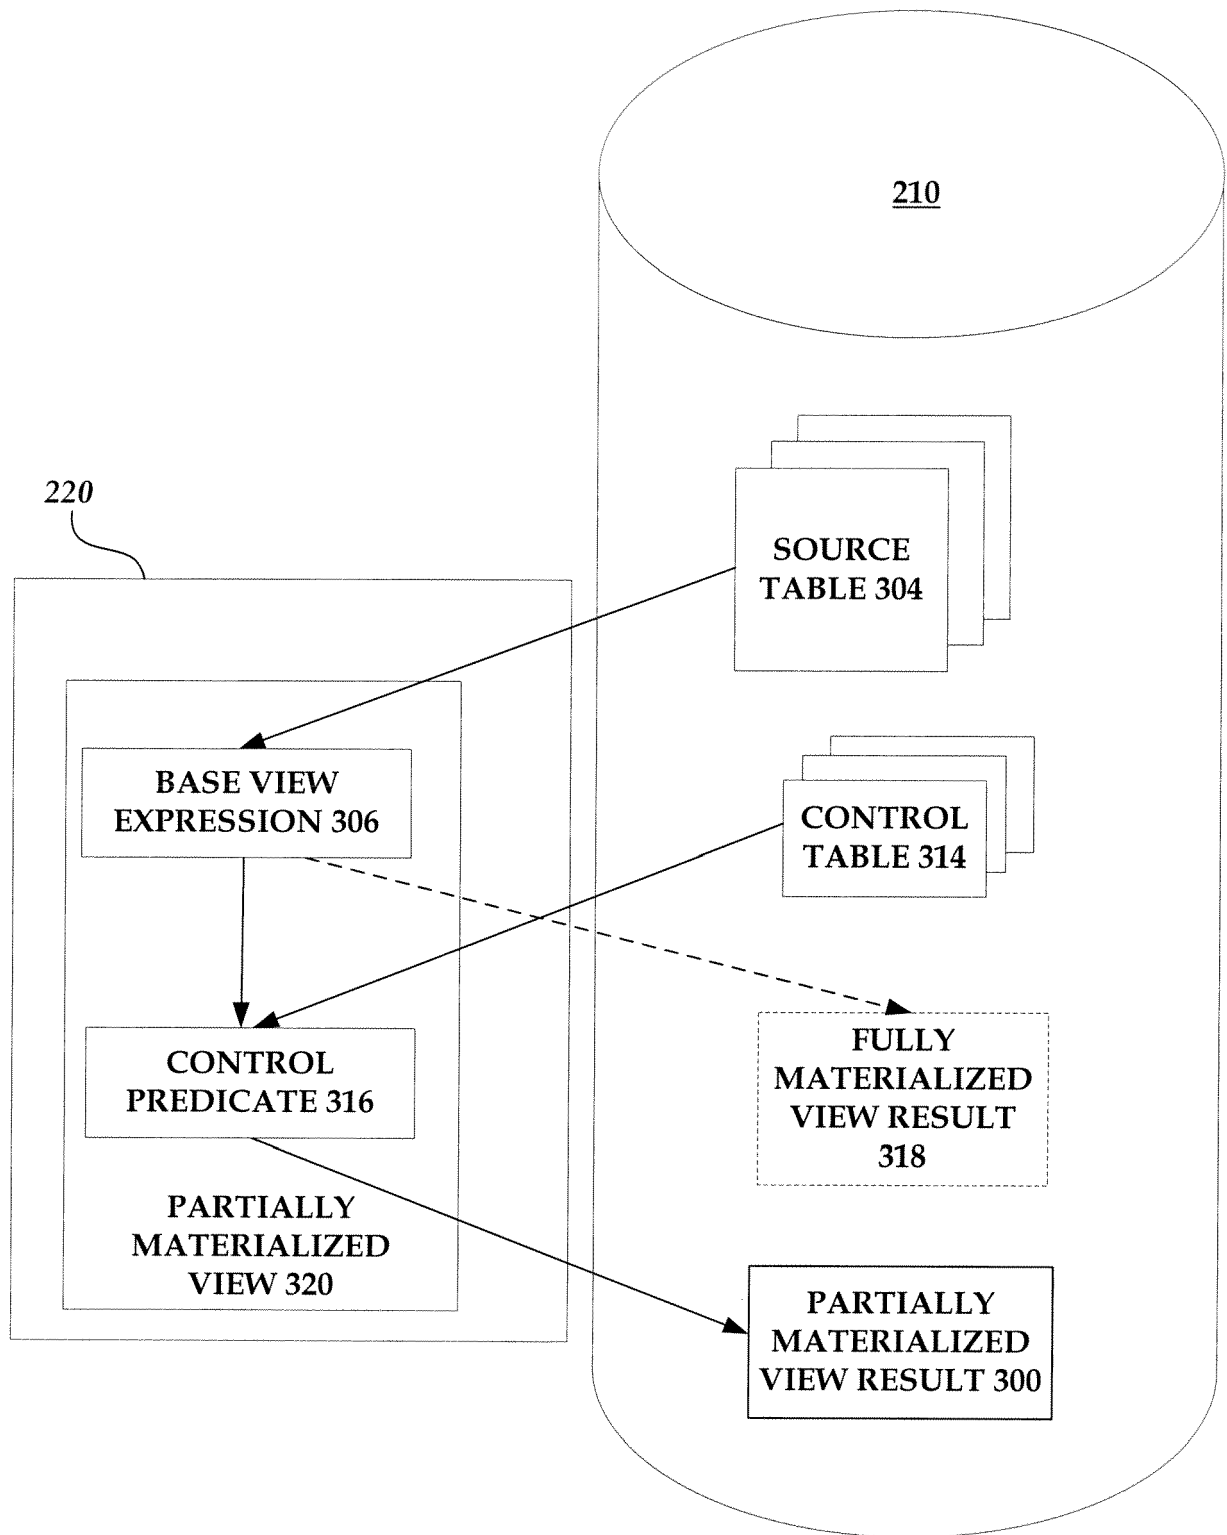 210
SOURCE
TABLE 304
220
BASE VIEW
EXPRESSION 306
CONTROL
TABLE 314
CONTROL
PREDICATE 316
FULLY
MATERIALIZED
VIEW RESULT
318
PARTIALLY
MATERIALIZED
VIEW 320
PARTIALLY
MATERIALIZED
VIEW RESULT 300